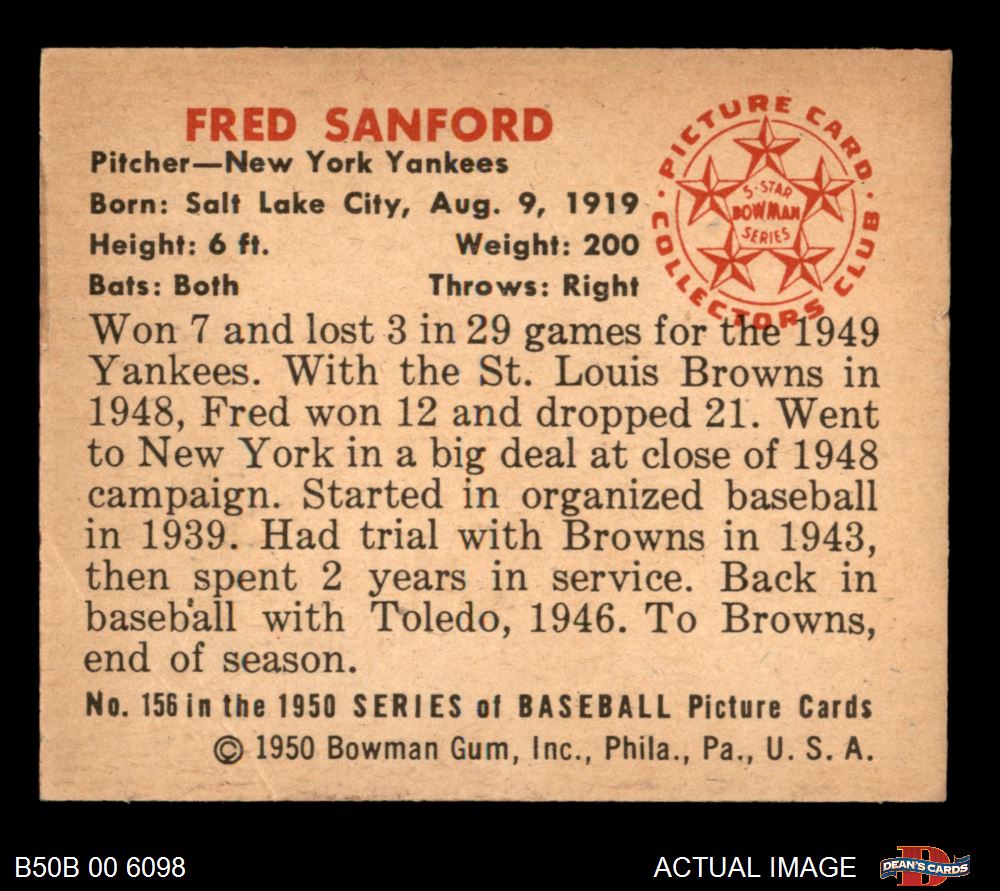 FRED SANFORD
Pitcher—New York Yankees
Born: Salt Lake City, Aug. 9, 1919
Height: 6 ft. Weight: 200
Bats: Both Throws: Right
PICTURE CARD
COLLECTORS CLUB
5-STAR
BOWMAN
SERIES
Won 7 and lost 3 in 29 games for the 1949
Yankees. With the St. Louis Browns in
1948, Fred won 12 and dropped 21. Went
to New York in a big deal at close of 1948
campaign. Started in organized baseball
in 1939. Had trial with Browns in 1943,
then spent 2 years in service. Back in
baseball with Toledo, 1946. To Browns,
end of season.
No. 156 in the 1950 SERIES of BASEBALL Picture Cards
© 1950 Bowman Gum, Inc., Phila., Pa., U. S. A.
B50B 00 6098
ACTUAL IMAGE
DEAN'S CARDS